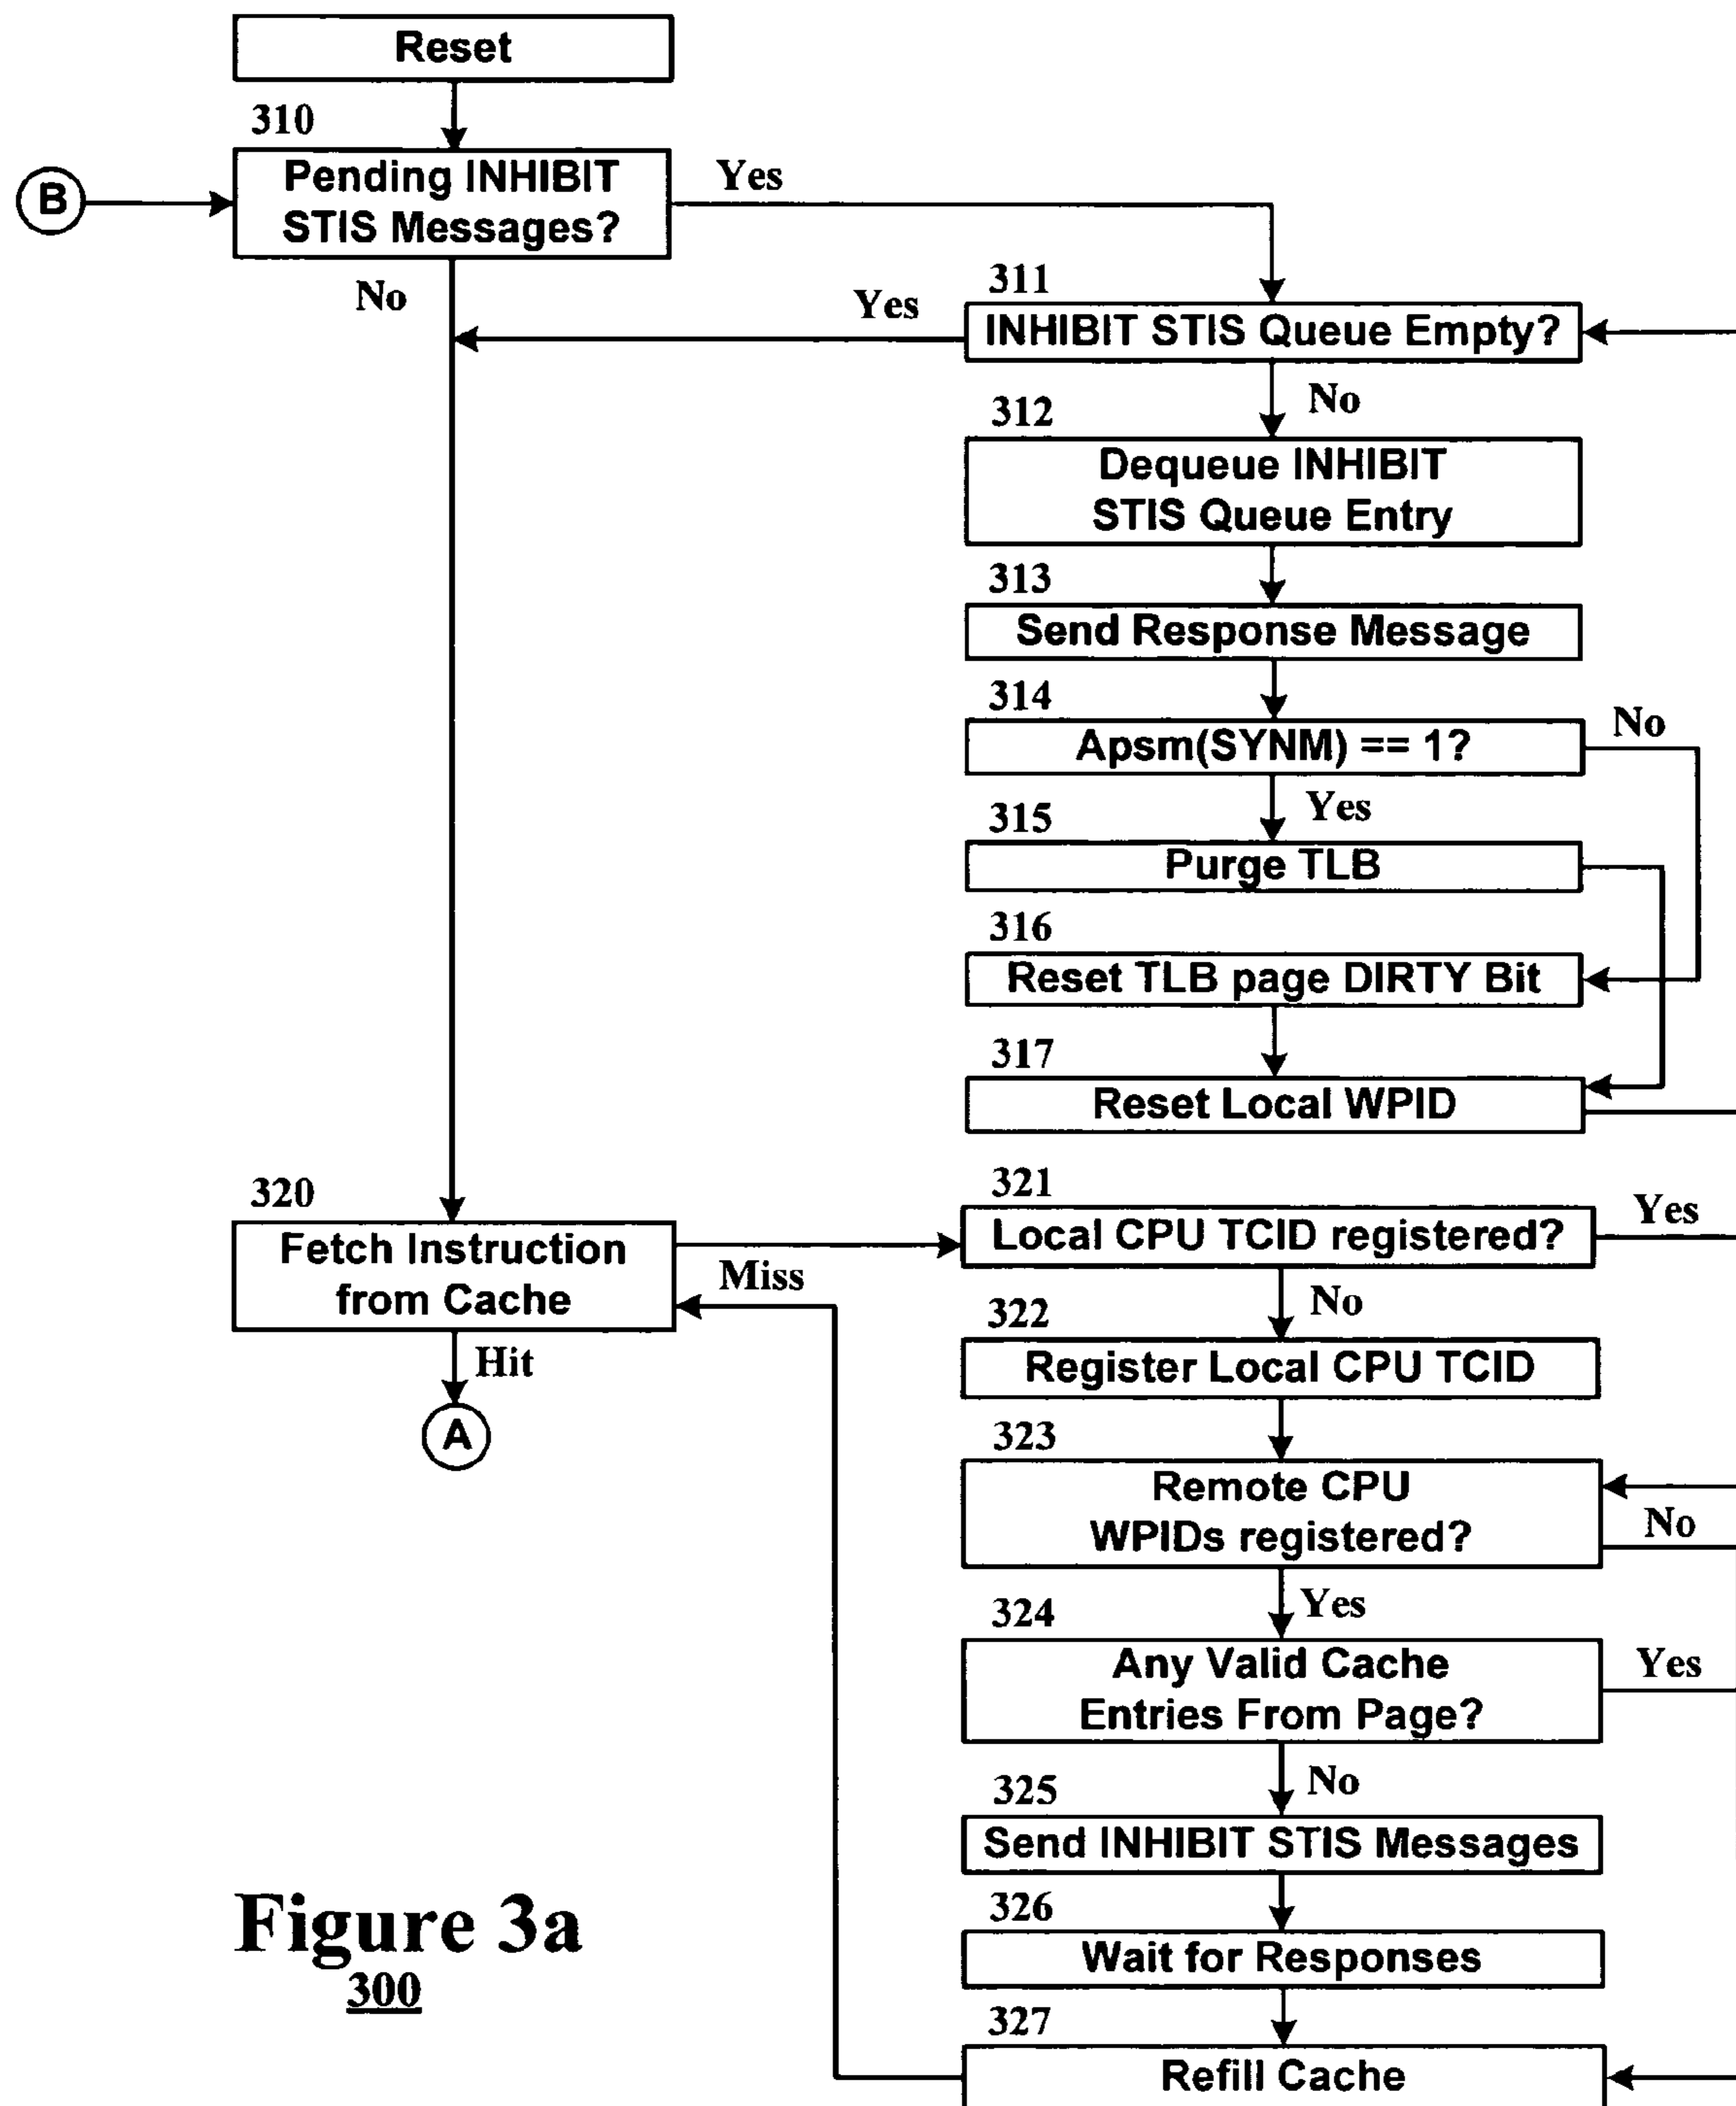 Reset
310
B
Pending INHIBIT
STIS Messages?
Yes
No
311
Yes
INHIBIT STIS Queue Empty?
No
312
Dequeue INHIBIT
STIS Queue Entry
313
Send Response Message
314
Apsm(SYNM) == 1?
No
Yes
315
Purge TLB
316
Reset TLB page DIRTY Bit
317
Reset Local WPID
320
Fetch Instruction
from Cache
Miss
Hit
A
321
Local CPU TCID registered?
Yes
No
322
Register Local CPU TCID
323
Remote CPU
WPIDs registered?
No
Yes
324
Any Valid Cache
Entries From Page?
Yes
No
325
Send INHIBIT STIS Messages
326
Wait for Responses
327
Refill Cache
Figure 3a
300